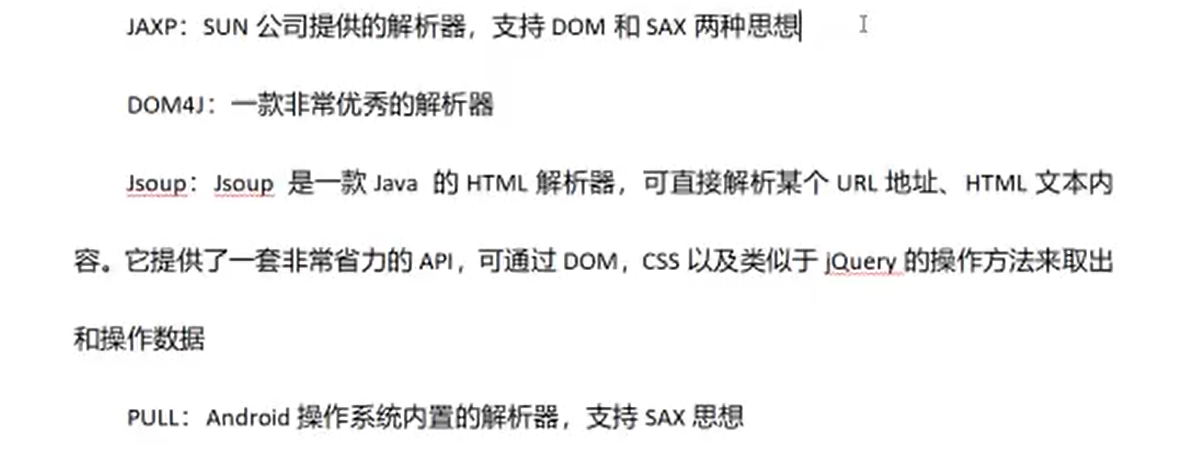 JAXP：SUN 公司提供的解析器，支持 DOM 和 SAX 两种思想
DOM4J：一款非常优秀的解析器
Jsoup：Jsoup 是一款 Java 的 HTML 解析器，可直接解析某个 URL 地址、HTML 文本内
容。它提供了一套非常省力的 API，可通过 DOM，CSS 以及类似于 jQuery 的操作方法来取出
和操作数据
PULL：Android 操作系统内置的解析器，支持 SAX 思想